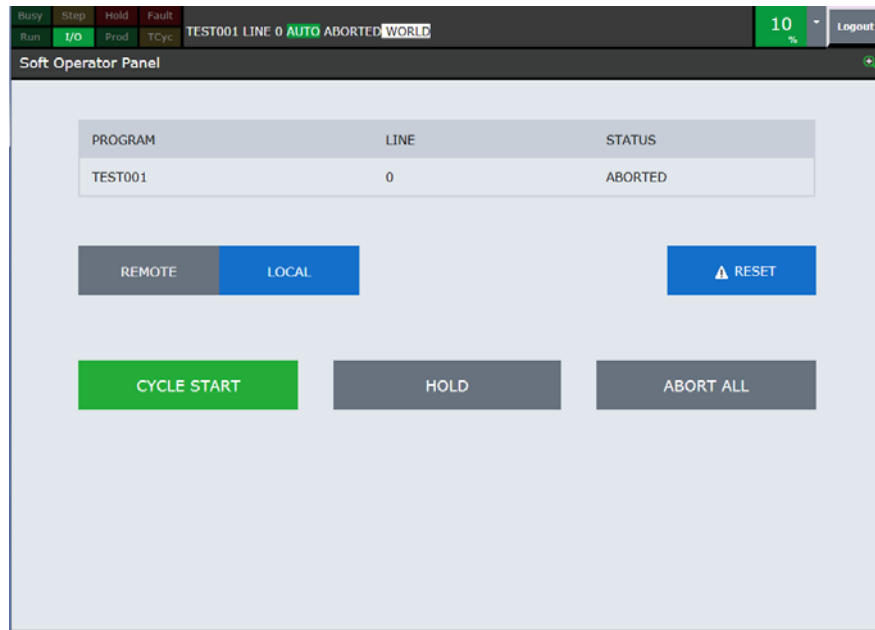 Busy Step Hold Fault
TEST001 LINE 0 AUTO ABORTED WORLD
10 %
Logout
Run I/O Prod TCyc
Soft Operator Panel
PROGRAM LINE STATUS
TEST001 0 ABORTED
REMOTE LOCAL RESET
CYCLE START HOLD ABORT ALL